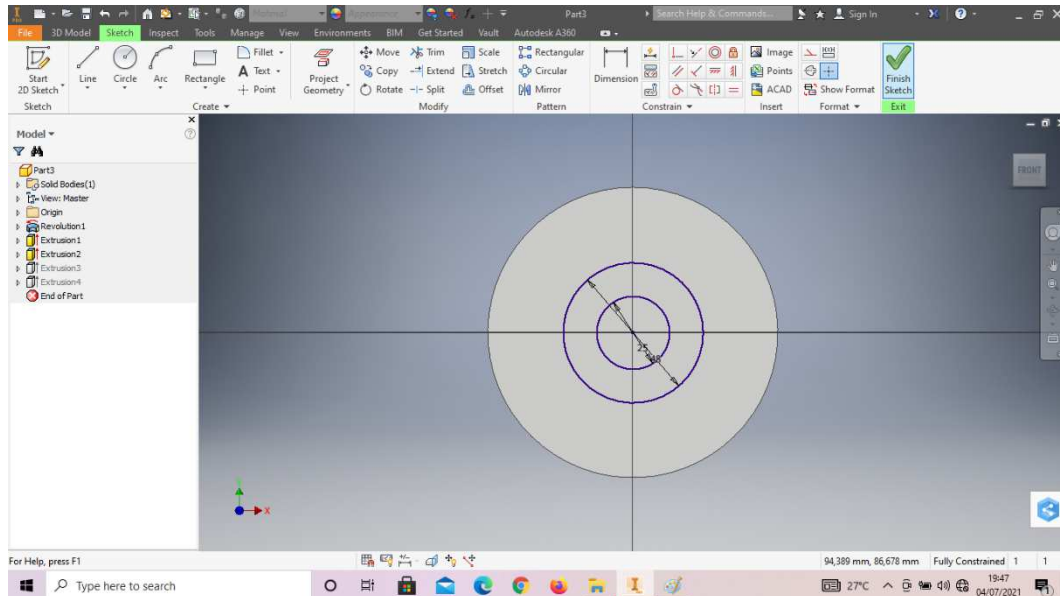 Material Appearance Part3 Search Help & Commands... Sign In
File 3D Model Sketch Inspect Tools Manage View Environments BIM Get Started Vault Autodesk A360
Start 2D Sketch Line Circle Arc Rectangle Fillet Text Point Project Geometry Move Copy Rotate Trim Extend Split Scale Stretch Offset Rectangular Circular Mirror Dimension Image Points ACAD Show Format Finish Sketch
Sketch Create Modify Pattern Constrain Insert Format Exit
Model
Part3
Solid Bodies(1)
View: Master
Origin
Revolution1
Extrusion1
Extrusion2
Extrusion3
Extrusion4
End of Part
FRONT
25
X
For Help, press F1 94,389 mm, 86,678 mm Fully Constrained 1 1
Type here to search 27°C 19:47
04/07/2021